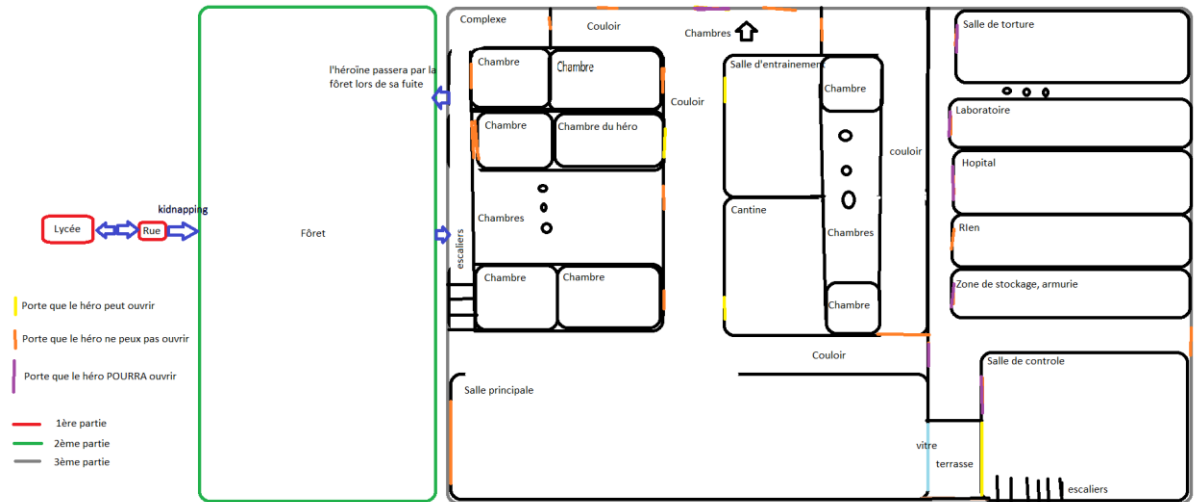 Complexe
Couloir
Chambres
Salle de torture
l'héroïne passera par la
fôret lors de sa fuite
Chambre
Chambre
Salle d'entrainement
Chambre
Couloir
Laboratoire
Chambre
Chambre du héro
couloir
Hopital
kidnapping
Lycée
Rue
Fôret
Chambres
escaliers
Cantine
Chambres
RIen
Chambre
Chambre
Chambre
Zone de stockage, armurie
Porte que le héro peut ouvrir
Porte que le héro ne peux pas ouvrir
Porte que le héro POURRA ouvrir
Couloir
Salle de controle
Salle principale
1ère partie
2ème partie
3ème partie
vitre
terrasse
escaliers